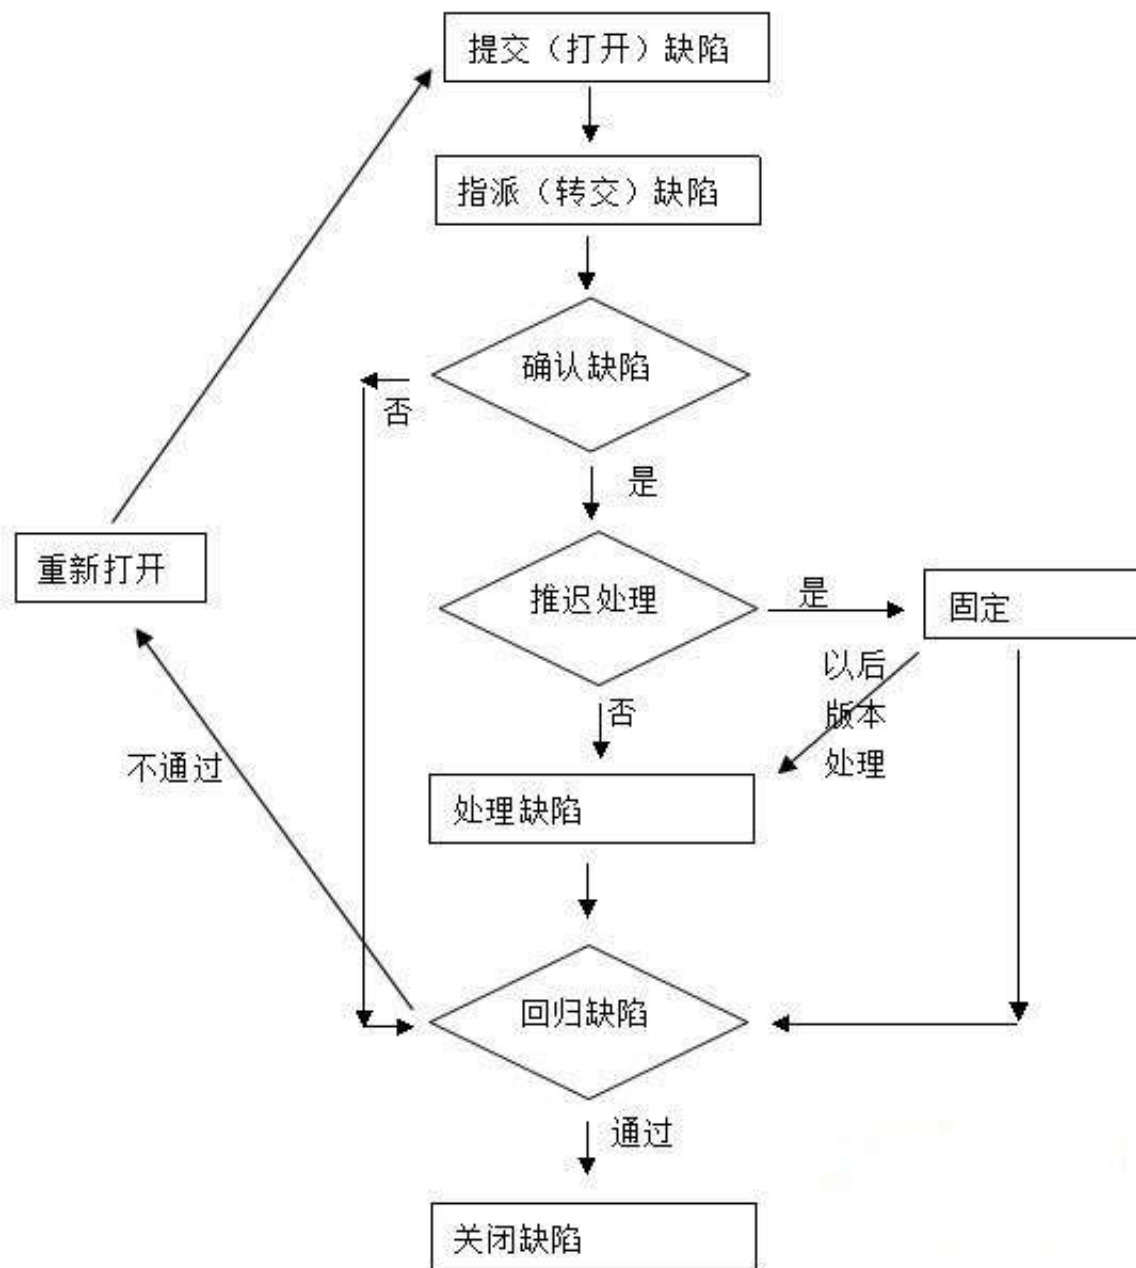 提交（打开）缺陷
指派（转交）缺陷
确认缺陷
否
是
重新打开
推迟处理
是
固定
以后
版本
处理
否
不通过
处理缺陷
回归缺陷
通过
关闭缺陷